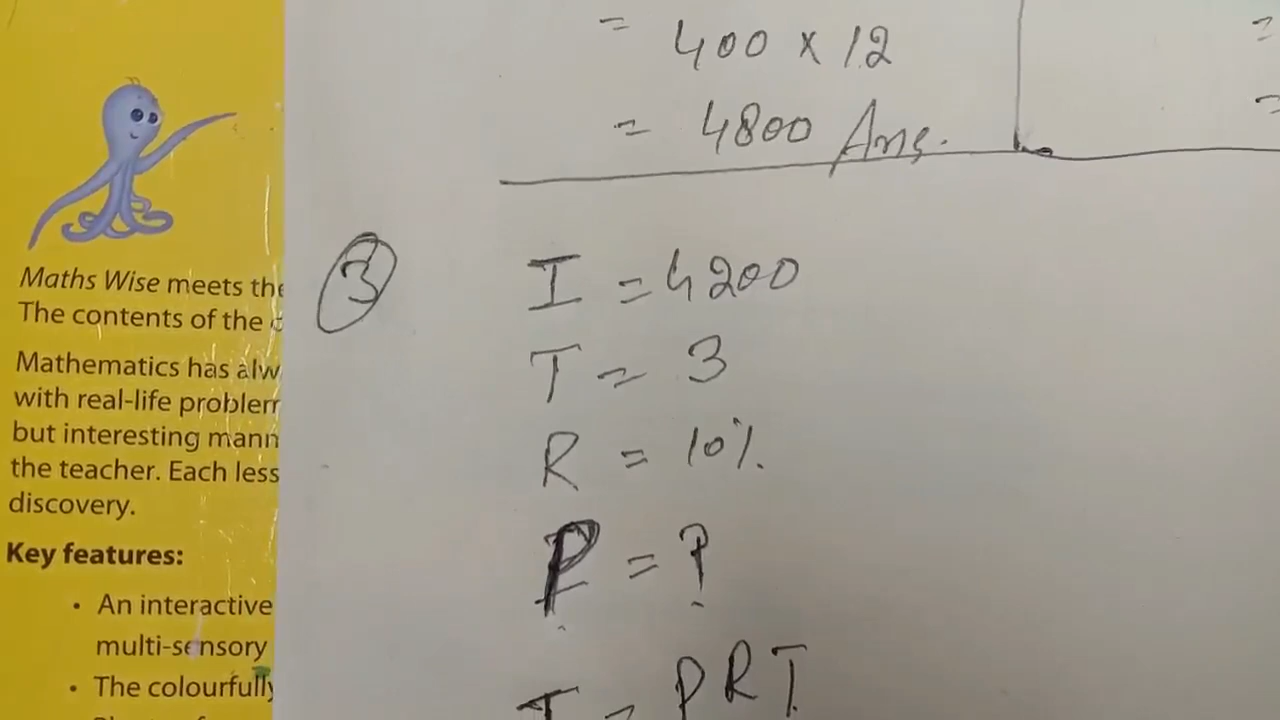 = 400 × 12
= 4800 Ans.
=
=
Maths Wise meets the
The contents of the
Mathematics has alw
with real-life problem
but interesting mann
the teacher. Each less
discovery.
Key features:
• An interactive
multi-sensory
• The colourfully
3
I = 4200
T = 3
R = 10%
P = ?
I = PRT